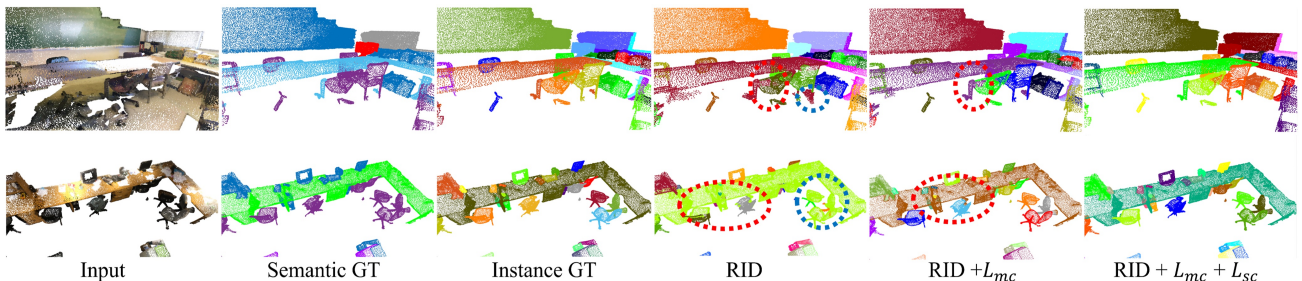 Input Semantic GT Instance GT RID RID +L_mc RID + L_mc + L_sc